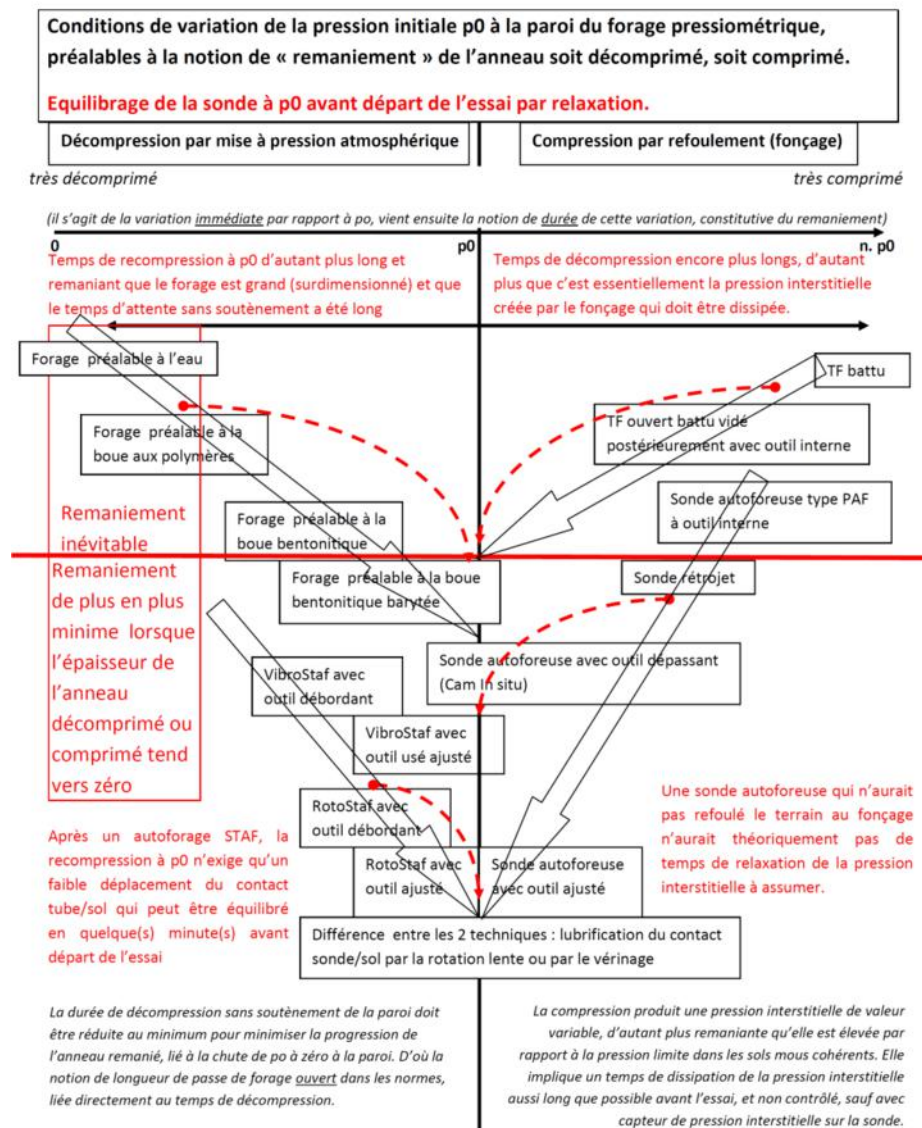 Conditions de variation de la pression initiale p0 à la paroi du forage pressiométrique,
préalables à la notion de « remaniement » de l'anneau soit décomprimé, soit comprimé.
Equilibrage de la sonde à p0 avant départ de l'essai par relaxation.
Décompression par mise à pression atmosphérique
Compression par refoulement (fonçage)
très décomprimé
très comprimé
(il s'agit de la variation immédiate par rapport à po, vient ensuite la notion de durée de cette variation, constitutive du remaniement)
0
p0
n. p0
Temps de recompression à p0 d'autant plus long et
remaniant que le forage est grand (surdimensionné) et que
le temps d'attente sans soutènement a été long
Temps de décompression encore plus longs, d'autant
plus que c'est essentiellement la pression interstitielle
créée par le fonçage qui doit être dissipée.
Forage préalable à l'eau
TF battu
Forage préalable à la
boue aux polymères
TF ouvert battu vidé
postérieurement avec outil interne
Sonde autoforeuse type PAF
à outil interne
Forage préalable à la
boue bentonitique
Remaniement
inévitable
Forage préalable à la boue
bentonitique barytée
Sonde rétrojet
Remaniement
de plus en plus
minime lorsque
l'épaisseur de
l'anneau
décomprimé ou
comprimé tend
vers zéro
VibroStaf avec
outil débordant
Sonde autoforeuse avec outil dépassant
(Cam In situ)
VibroStaf avec
outil usé ajusté
RotoStaf avec
outil débordant
RotoStaf avec
outil ajusté
Sonde autoforeuse
avec outil ajusté
Une sonde autoforeuse qui n'aurait
pas refoulé le terrain au fonçage
n'aurait théoriquement pas de
temps de relaxation de la pression
interstitielle à assumer.
Après un autoforage STAF, la
recompression à p0 n'exige qu'un
faible déplacement du contact
tube/sol qui peut être équilibré
en quelque(s) minute(s) avant
départ de l'essai
Différence entre les 2 techniques : lubrification du contact
sonde/sol par la rotation lente ou par le vérinage
La durée de décompression sans soutènement de la paroi doit
être réduite au minimum pour minimiser la progression de
l'anneau remanié, lié à la chute de po à zéro à la paroi. D'où la
notion de longueur de passe de forage ouvert dans les normes,
liée directement au temps de décompression.
La compression produit une pression interstitielle de valeur
variable, d'autant plus remaniante qu'elle est élevée par
rapport à la pression limite dans les sols mous cohérents. Elle
implique un temps de dissipation de la pression interstitielle
aussi long que possible avant l'essai, et non contrôlé, sauf avec
capteur de pression interstitielle sur la sonde.